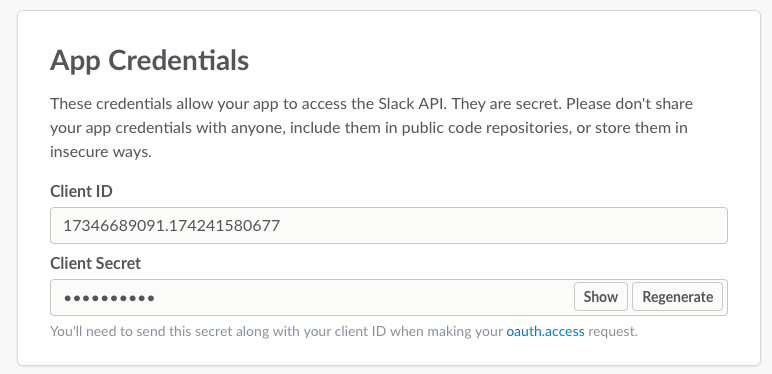 App Credentials
These credentials allow your app to access the Slack API. They are secret. Please don't share
your app credentials with anyone, include them in public code repositories, or store them in
insecure ways.
Client ID
17346689091.174241580677
Client Secret
●●●●●●●●●●
Show
Regenerate
You'll need to send this secret along with your client ID when making your oauth.access request.